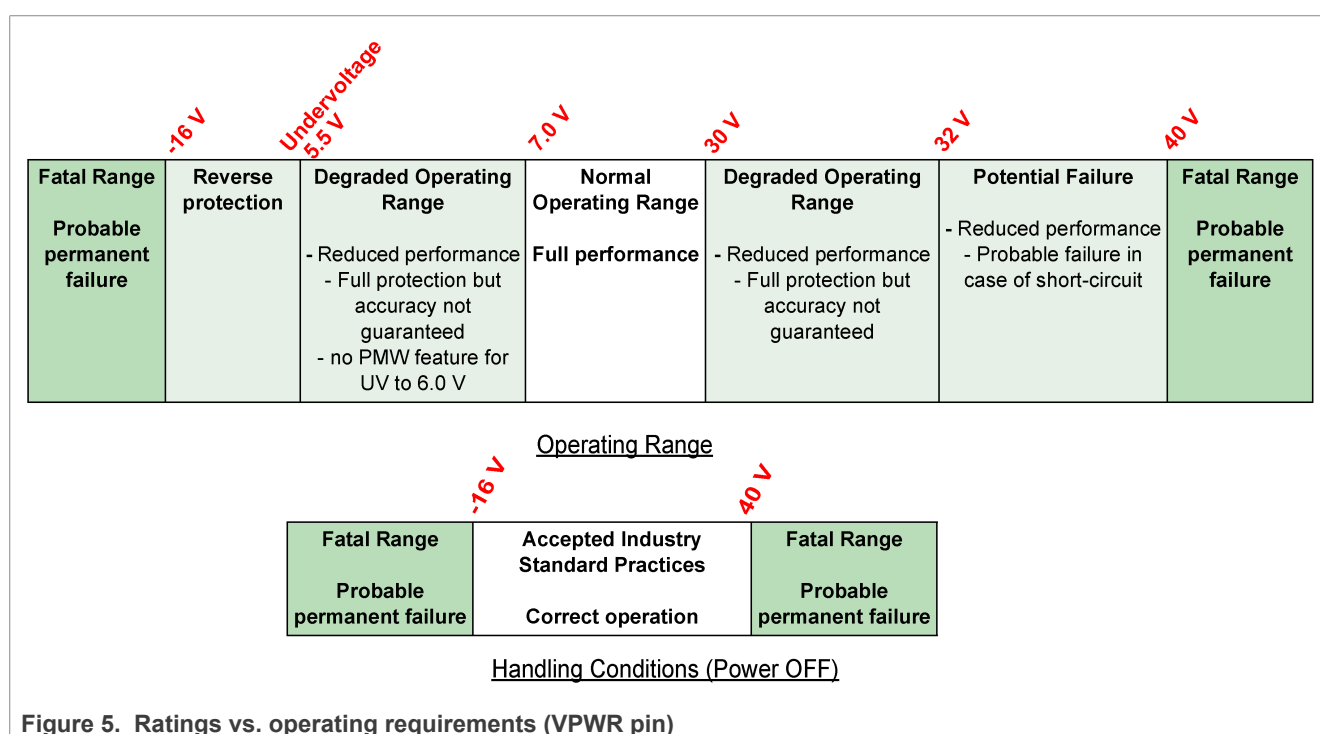 -16 V
Undervoltage
5.5 V
7.0 V
30 V
32 V
40 V
Fatal Range
Probable
permanent
failure
Reverse
protection
Degraded Operating
Range
- Reduced performance
- Full protection but
accuracy not
guaranteed
- no PMW feature for
UV to 6.0 V
Normal
Operating Range
Full performance
Degraded Operating
Range
- Reduced performance
- Full protection but
accuracy not
guaranteed
Potential Failure
- Reduced performance
- Probable failure in
case of short-circuit
Fatal Range
Probable
permanent
failure
Operating Range
-16 V
40 V
Fatal Range
Probable
permanent failure
Accepted Industry
Standard Practices
Correct operation
Fatal Range
Probable
permanent failure
Handling Conditions (Power OFF)
Figure 5. Ratings vs. operating requirements (VPWR pin)